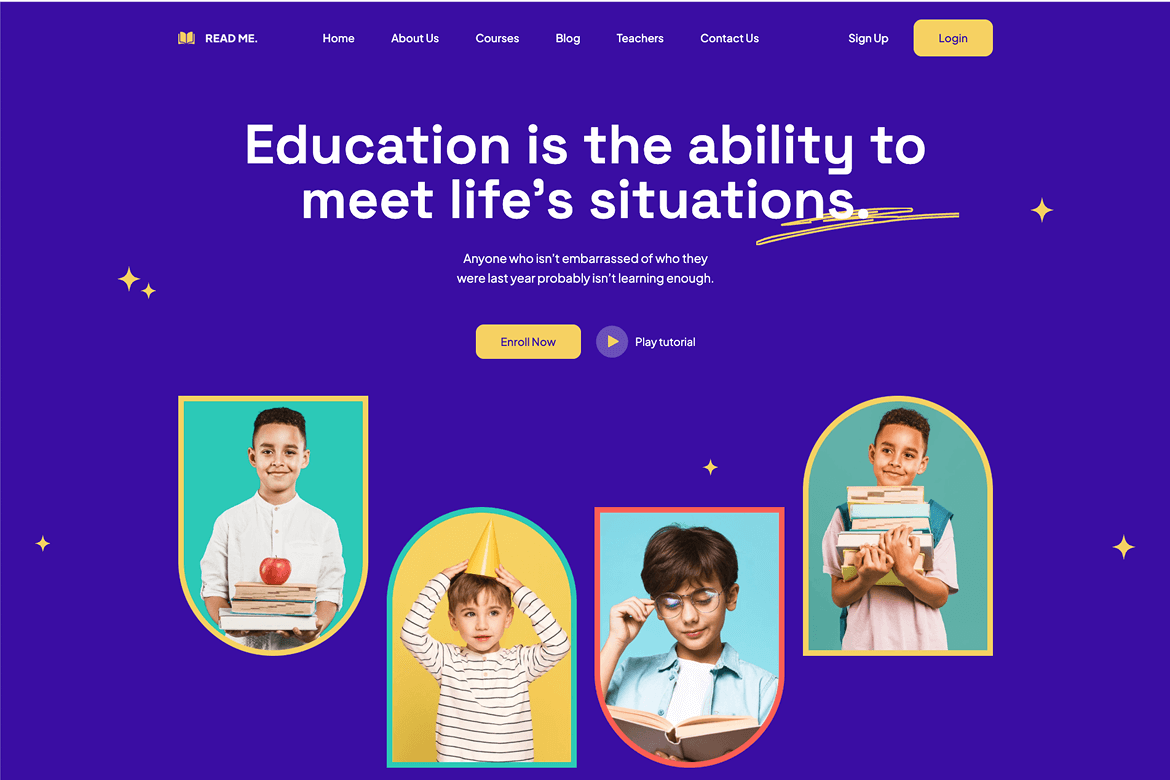 READ ME.
Home
About Us
Courses
Blog
Teachers
Contact Us
Sign Up
Login
Education is the ability to
meet life’s situations.
Anyone who isn’t embarrassed of who they
were last year probably isn’t learning enough.
Enroll Now
Play tutorial